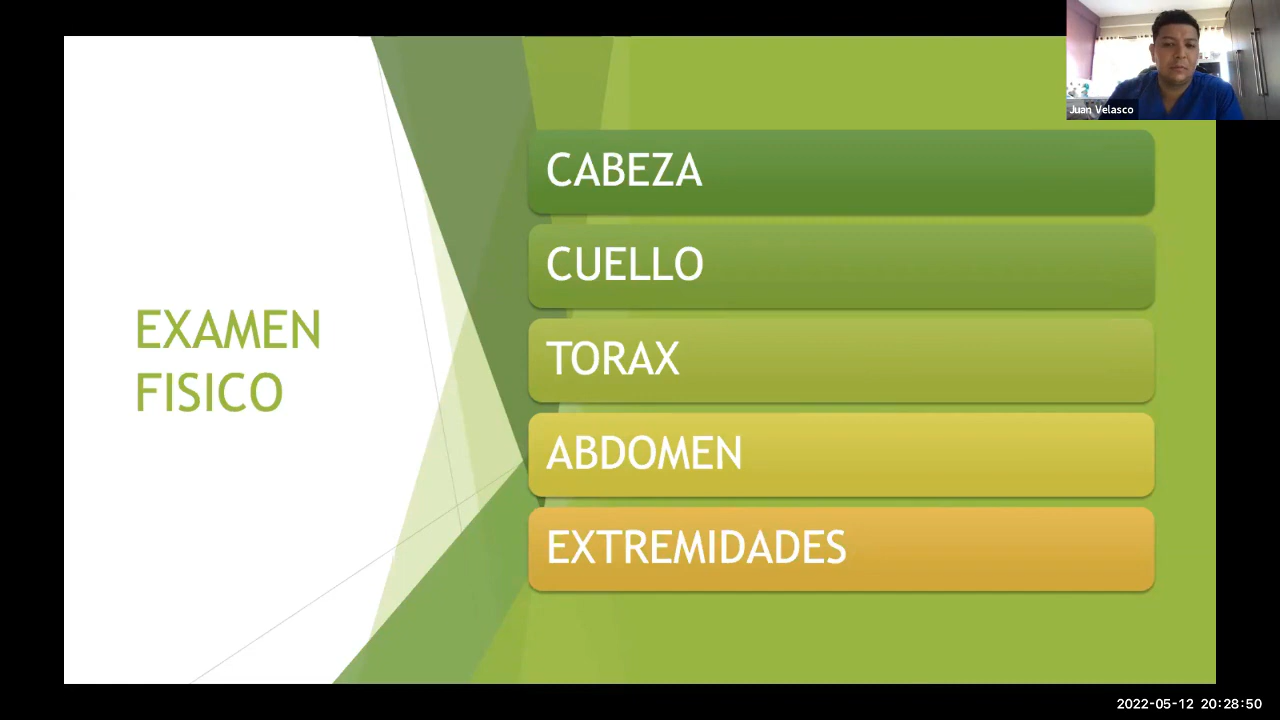 Juan Velasco
EXAMEN
FISICO
CABEZA
CUELLO
TORAX
ABDOMEN
EXTREMIDADES
2022-05-12 20:28:50